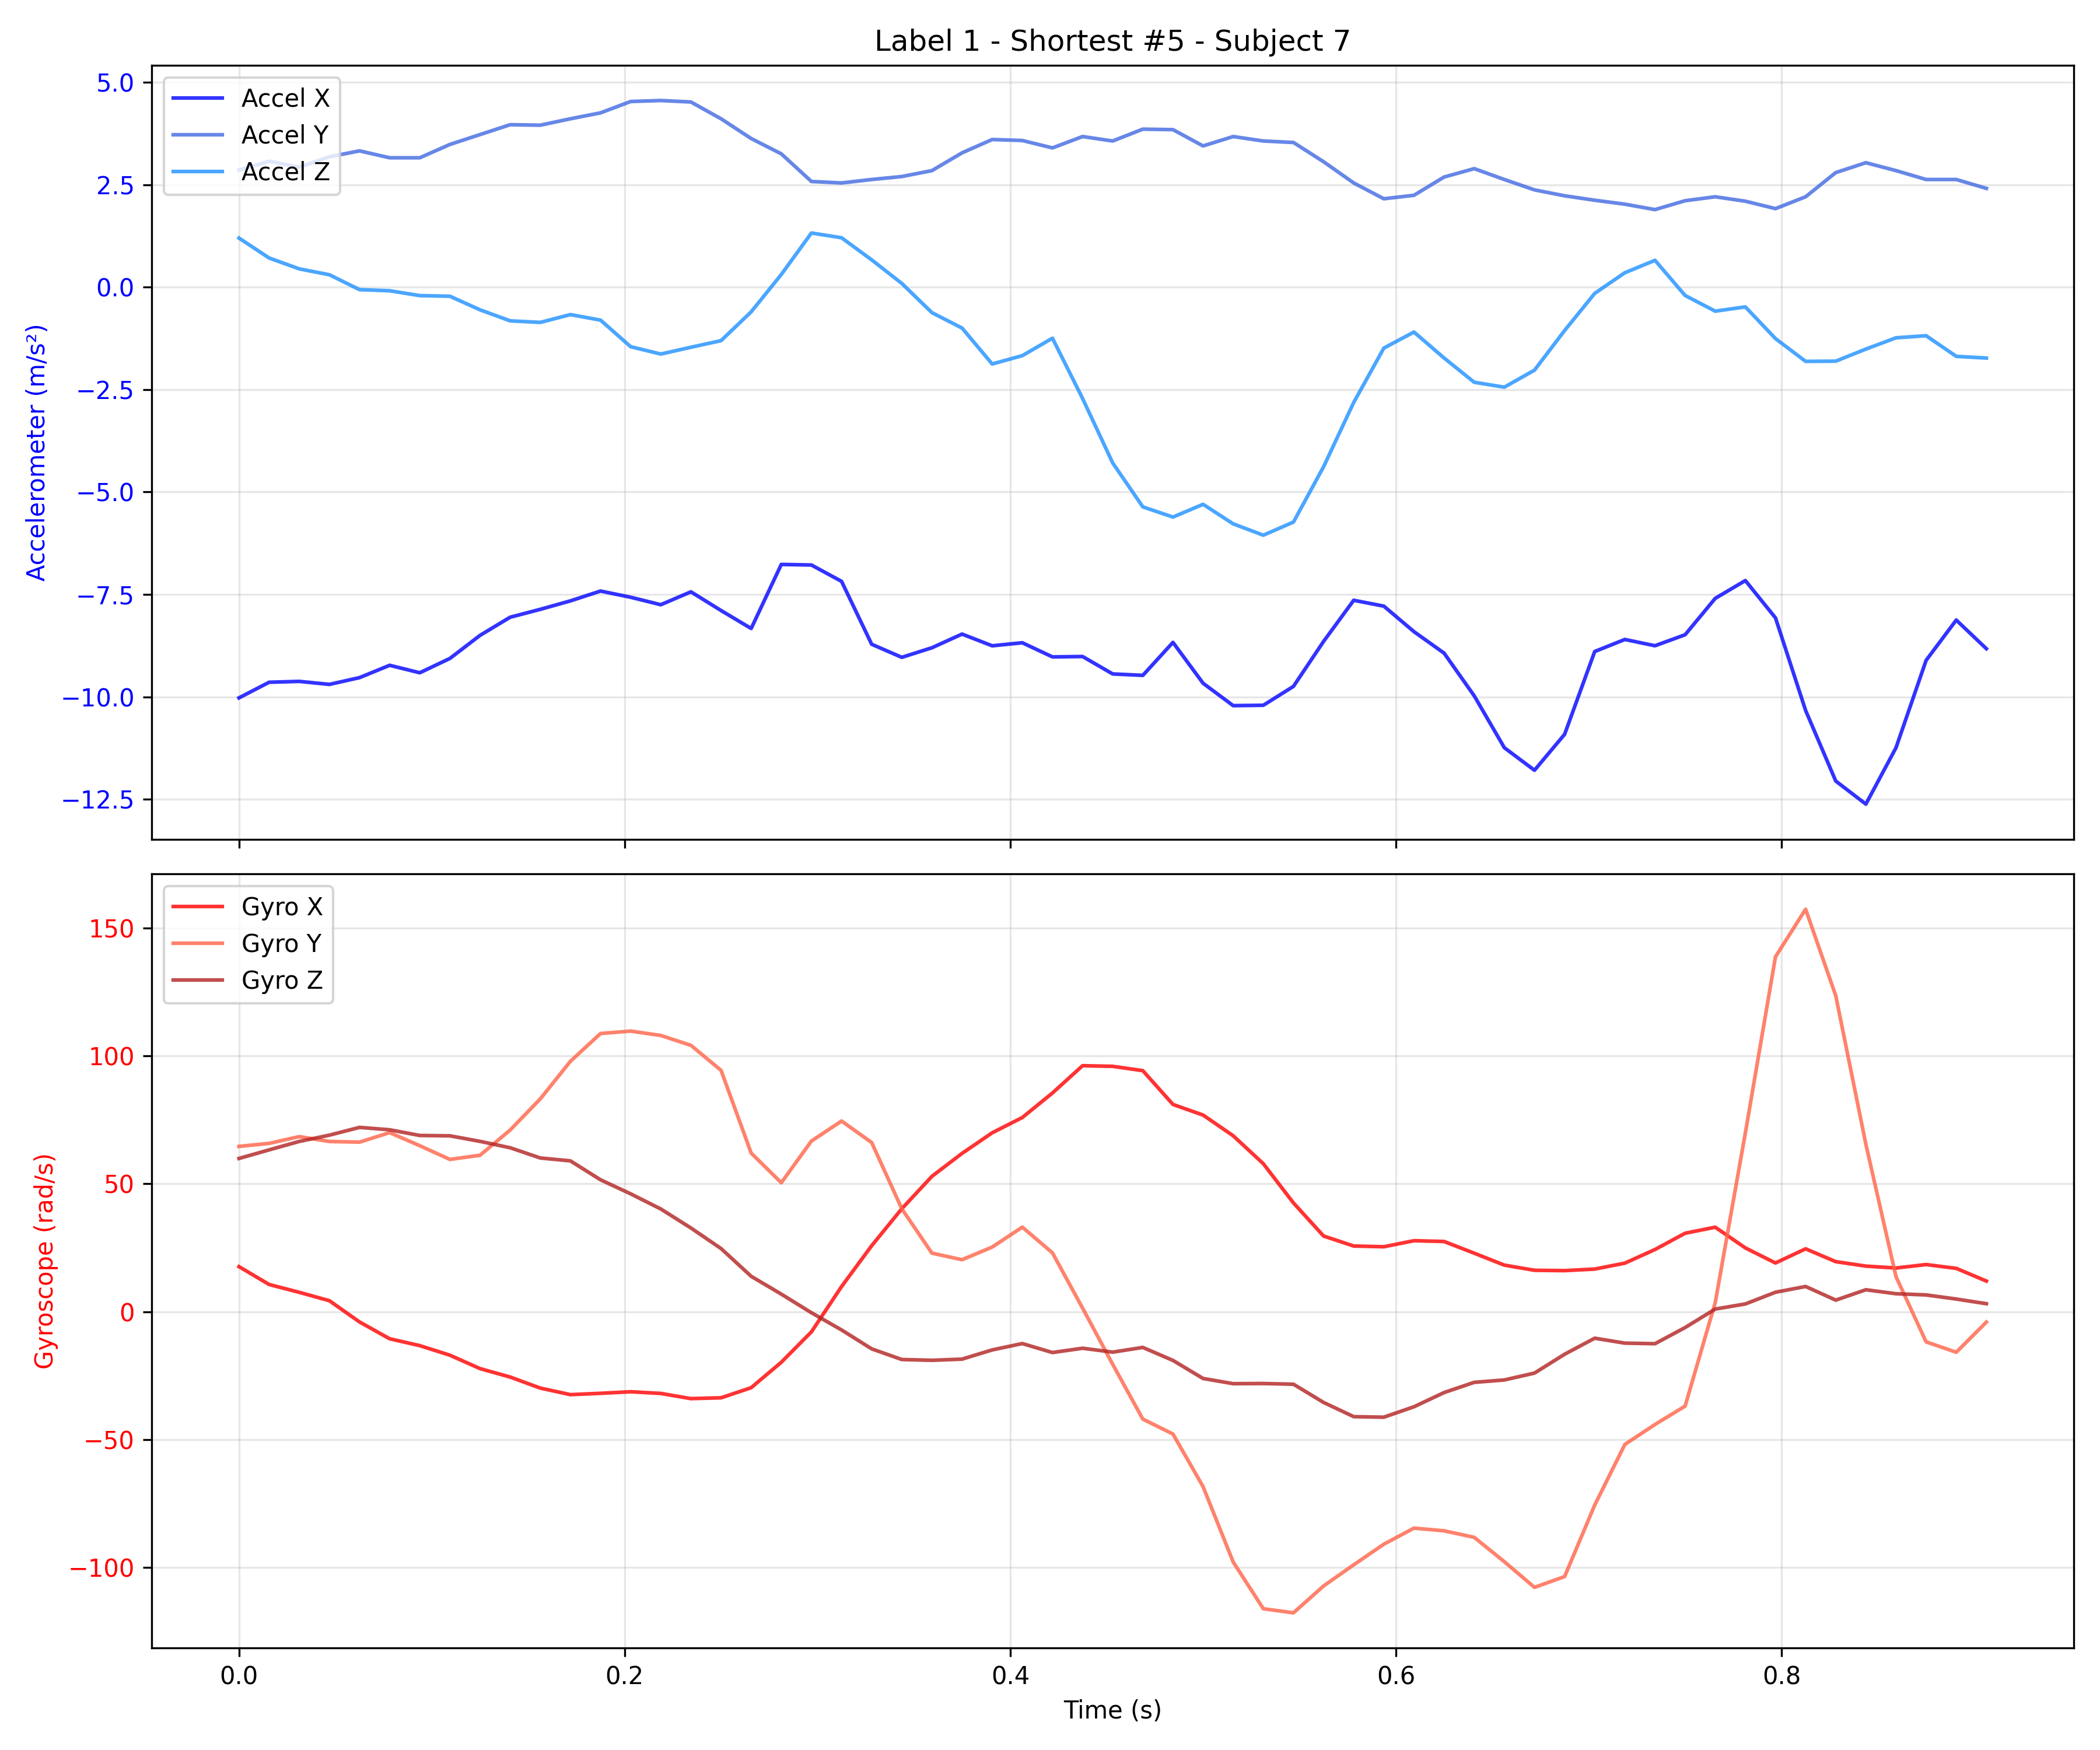 Label 1 - Shortest #5 - Subject 7
5.0
2.5
0.0
−2.5
−5.0
−7.5
−10.0
−12.5
Accelerometer (m/s²)
Accel X
Accel Y
Accel Z
150
100
50
0
−50
−100
Gyroscope (rad/s)
Gyro X
Gyro Y
Gyro Z
0.0 0.2 0.4 0.6 0.8
Time (s)